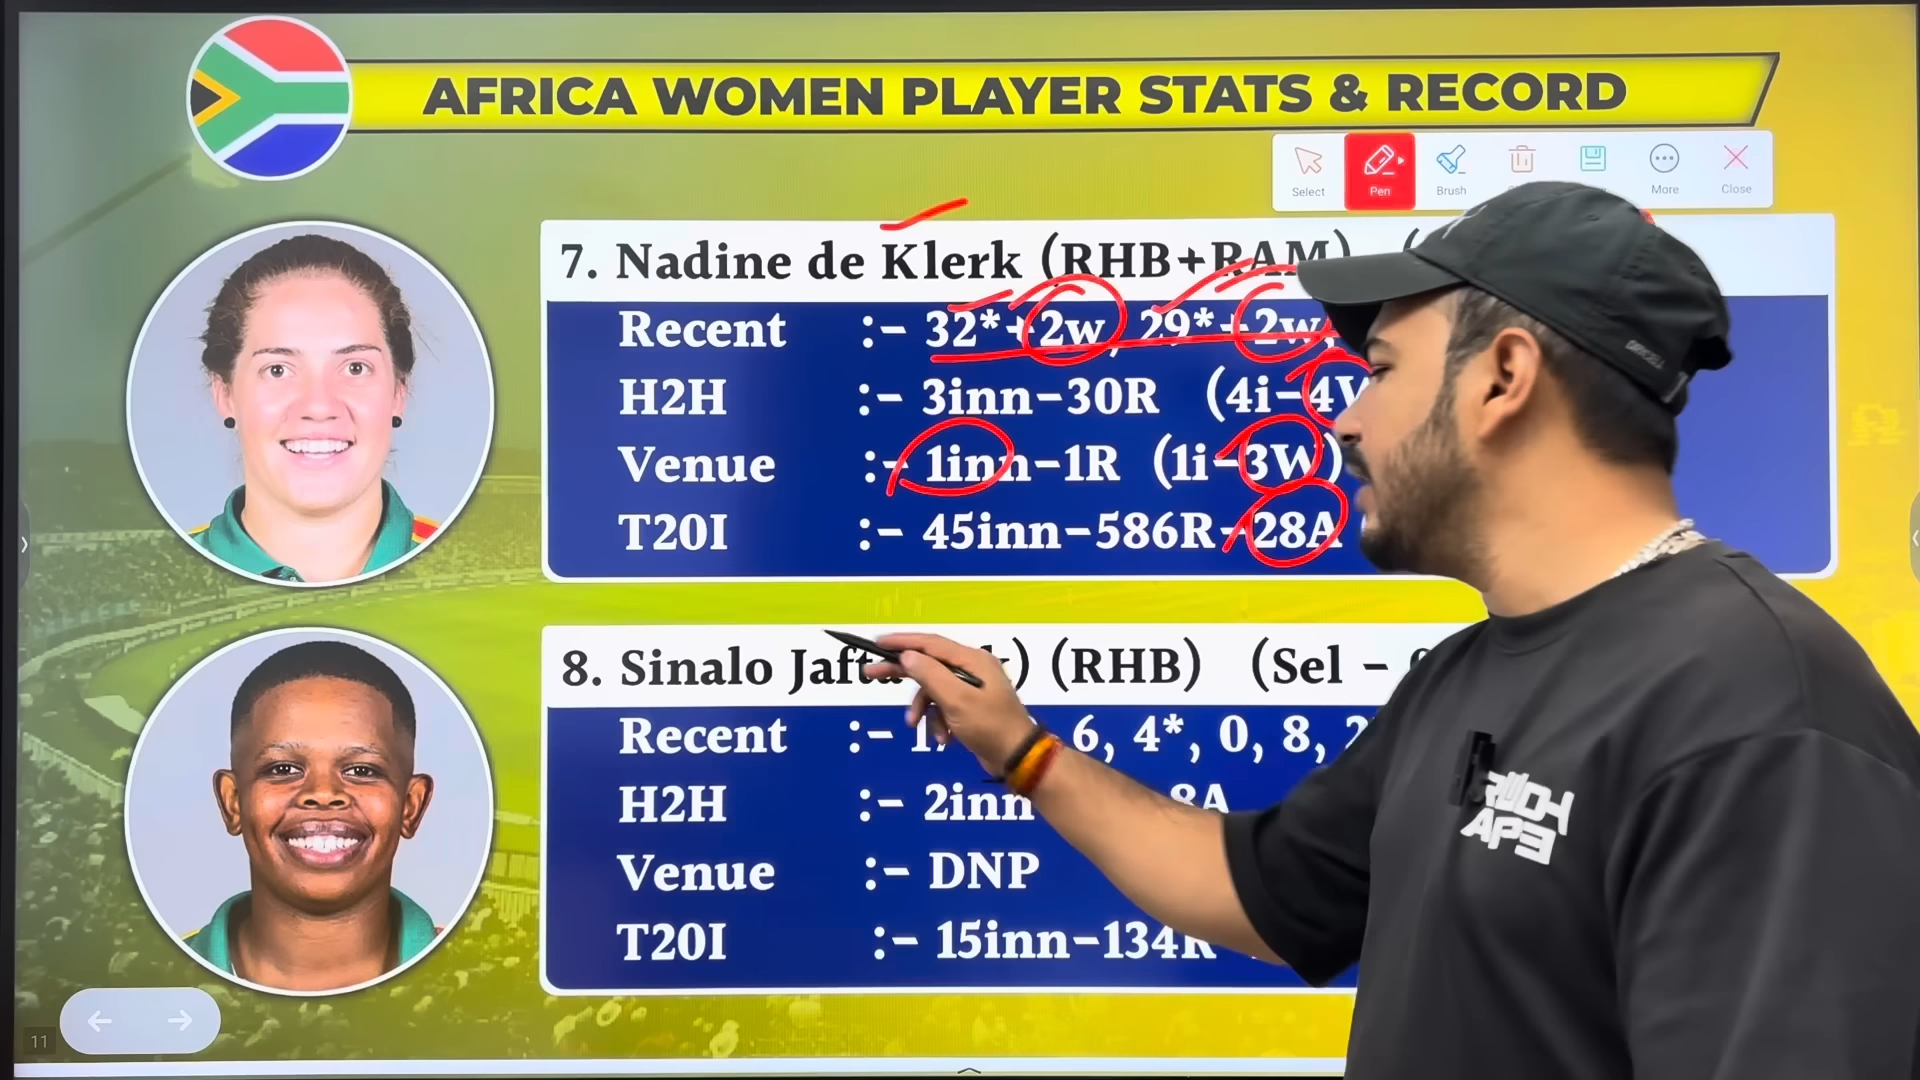 AFRICA WOMEN PLAYER STATS & RECORD
Select Pen Brush More Close
7. Nadine de Klerk (RHB+RAM) (
Recent :- 32*+2w, 29*+2w,
H2H :- 3inn-30R (4i-4W
Venue :- 1inn-1R (1i-3W)
T20I :- 45inn-586R-28A
8. Sinalo Jafta (RHB) (Sel -
Recent :- 6, 4*, 0, 8,
H2H :- 2inn 8A
Venue :- DNP
T20I :- 15inn-134R
11